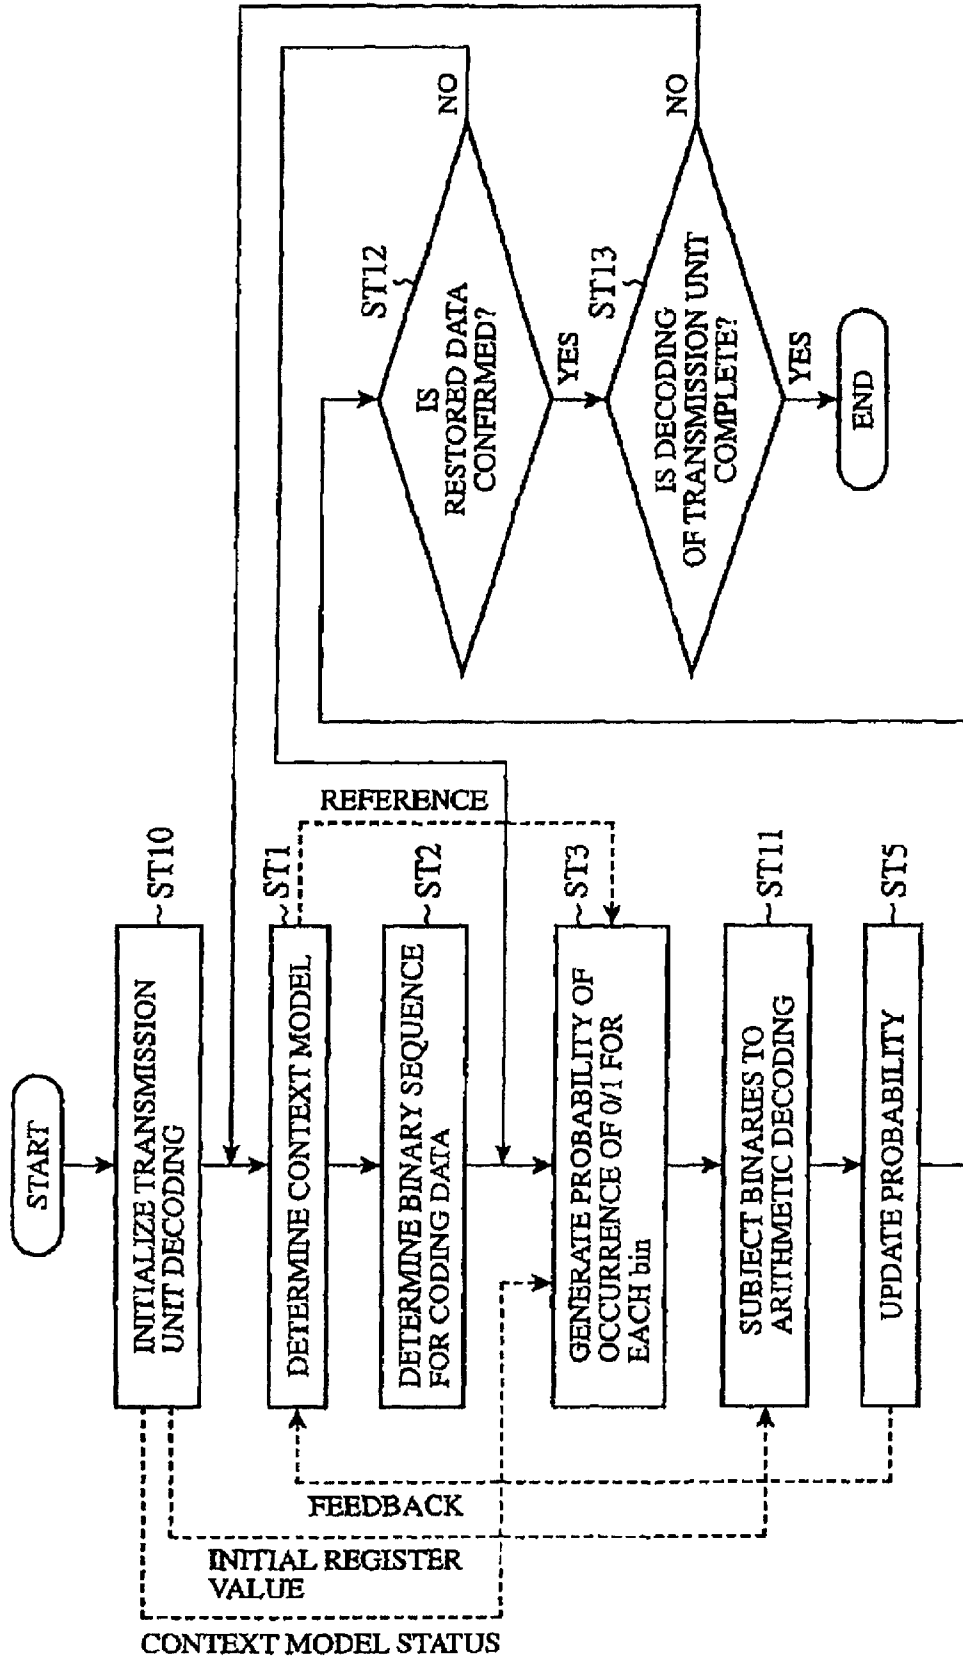 START
INITIALIZE TRANSMISSION
UNIT DECODING
ST10
DETERMINE CONTEXT MODEL
ST1
REFERENCE
DETERMINE BINARY SEQUENCE
FOR CODING DATA
ST2
GENERATE PROBABILITY OF
OCCURRENCE OF 0/1 FOR
EACH bin
ST3
SUBJECT BINARIES TO
ARITHMETIC DECODING
ST11
UPDATE PROBABILITY
ST5
FEEDBACK
INITIAL REGISTER
VALUE
CONTEXT MODEL STATUS
IS
RESTORED DATA
CONFIRMED?
ST12
NO
YES
IS DECODING
OF TRANSMISSION UNIT
COMPLETE?
ST13
NO
YES
END